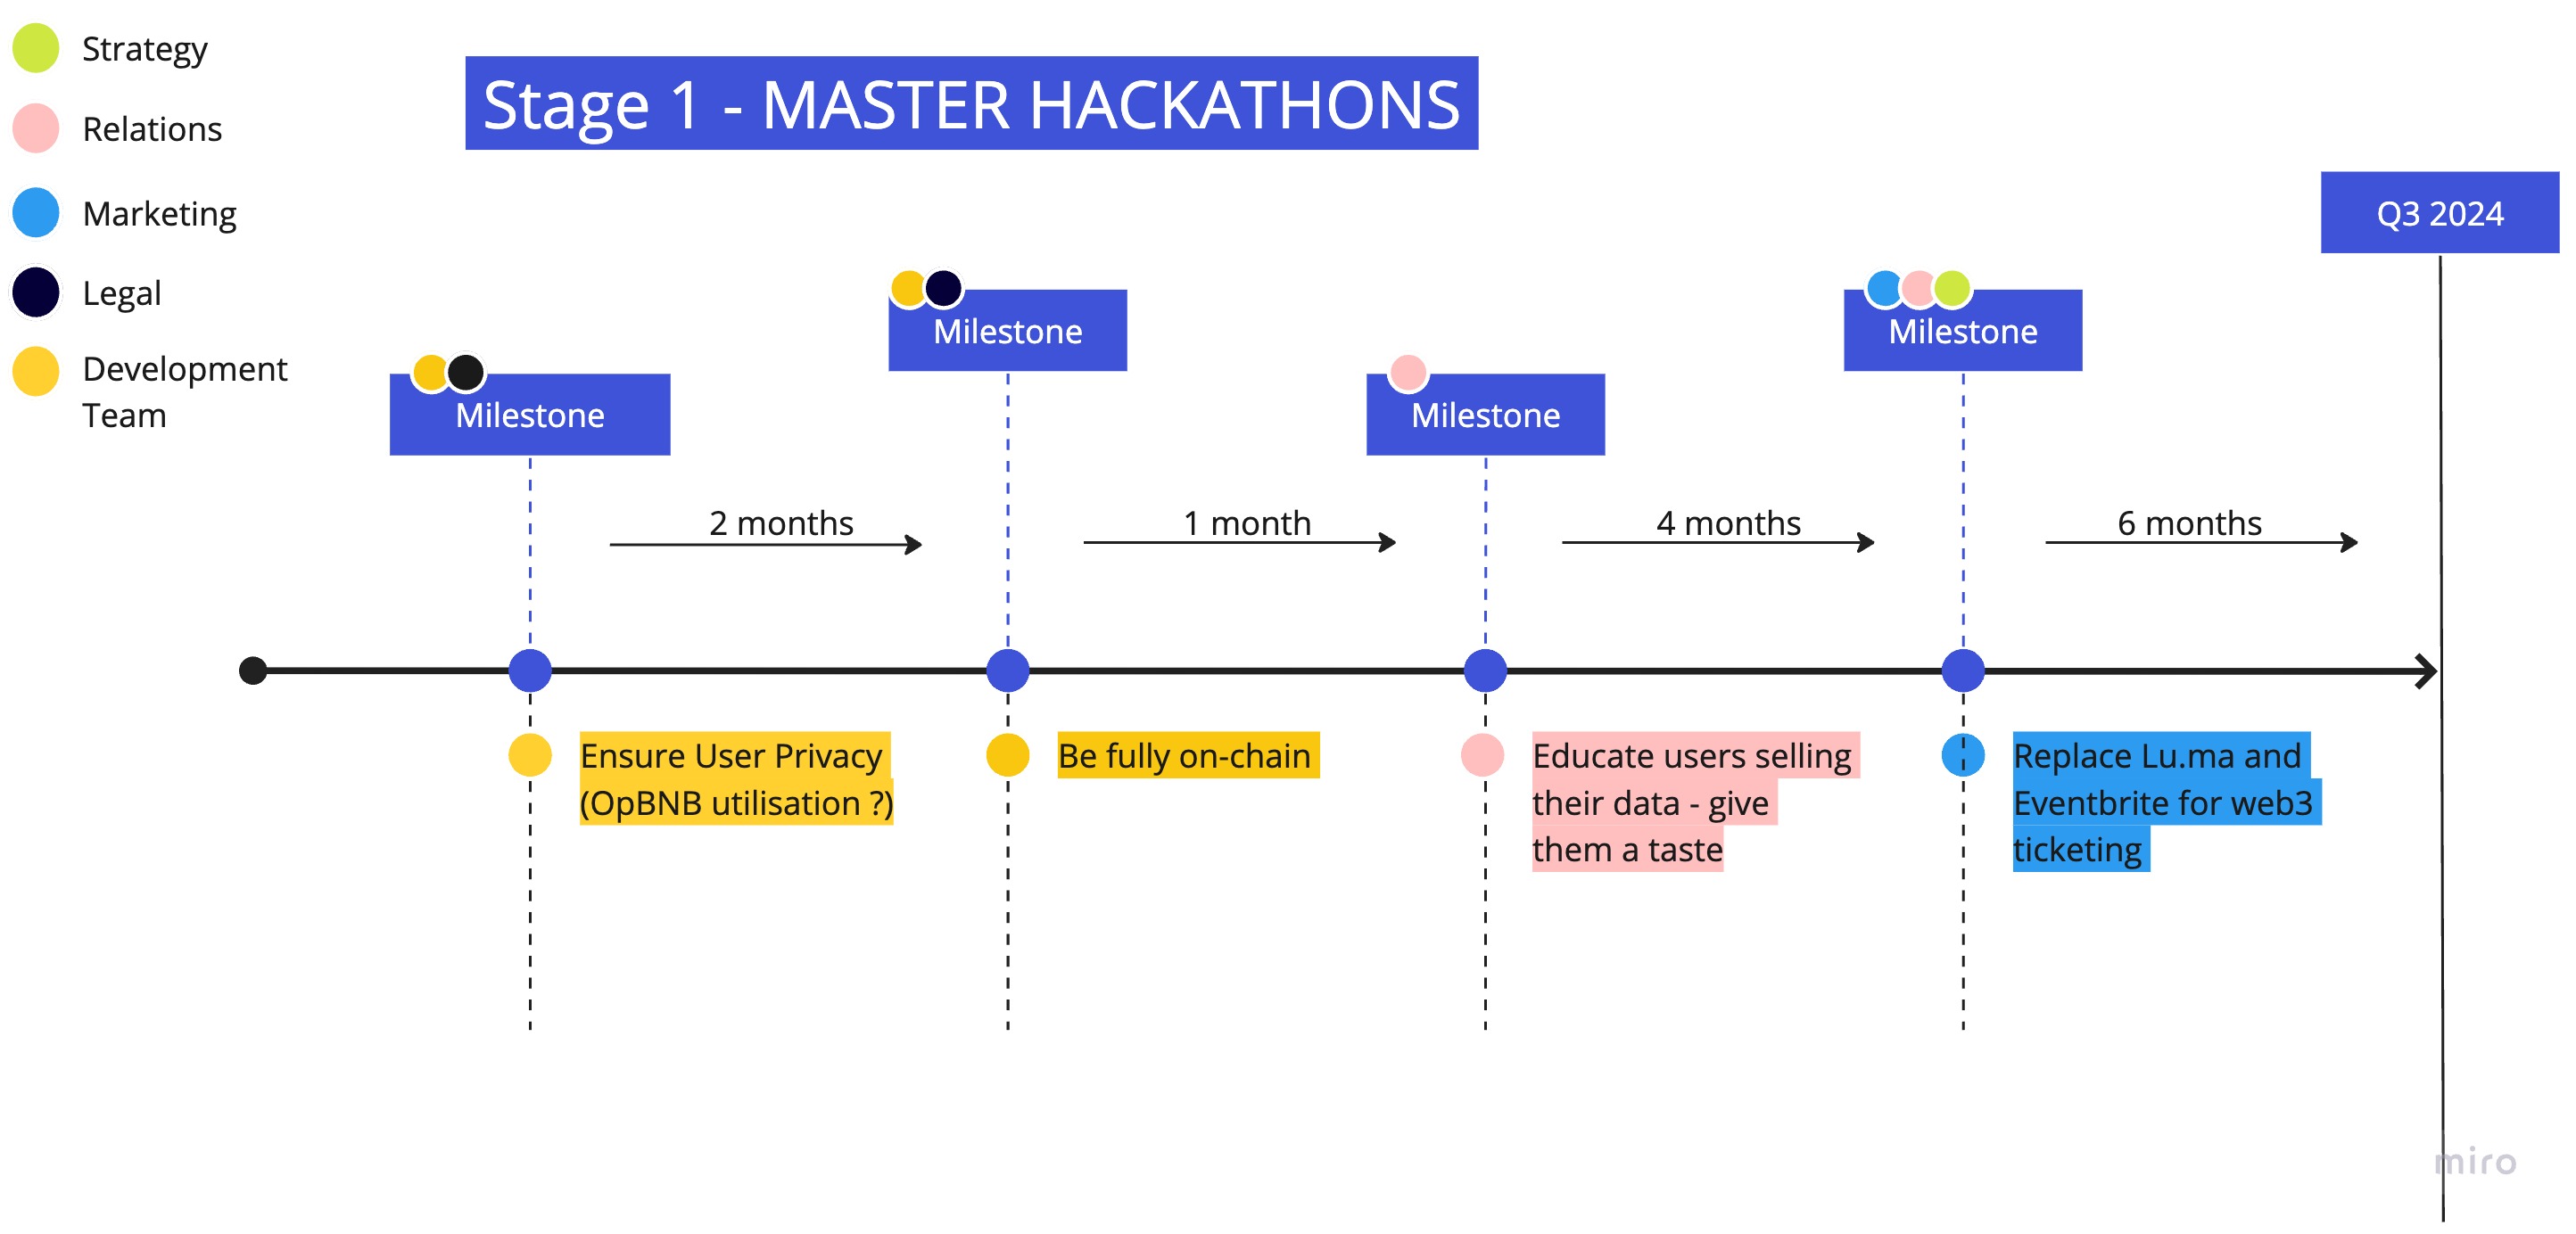 Strategy
Relations
Marketing
Legal
Development
Team
Stage 1 - MASTER HACKATHONS
Q3 2024
Milestone
Milestone
Milestone
Milestone
2 months
1 month
4 months
6 months
Ensure User Privacy
(OpBNB utilisation ?)
Be fully on-chain
Educate users selling
their data - give
them a taste
Replace Lu.ma and
Eventbrite for web3
ticketing
miro